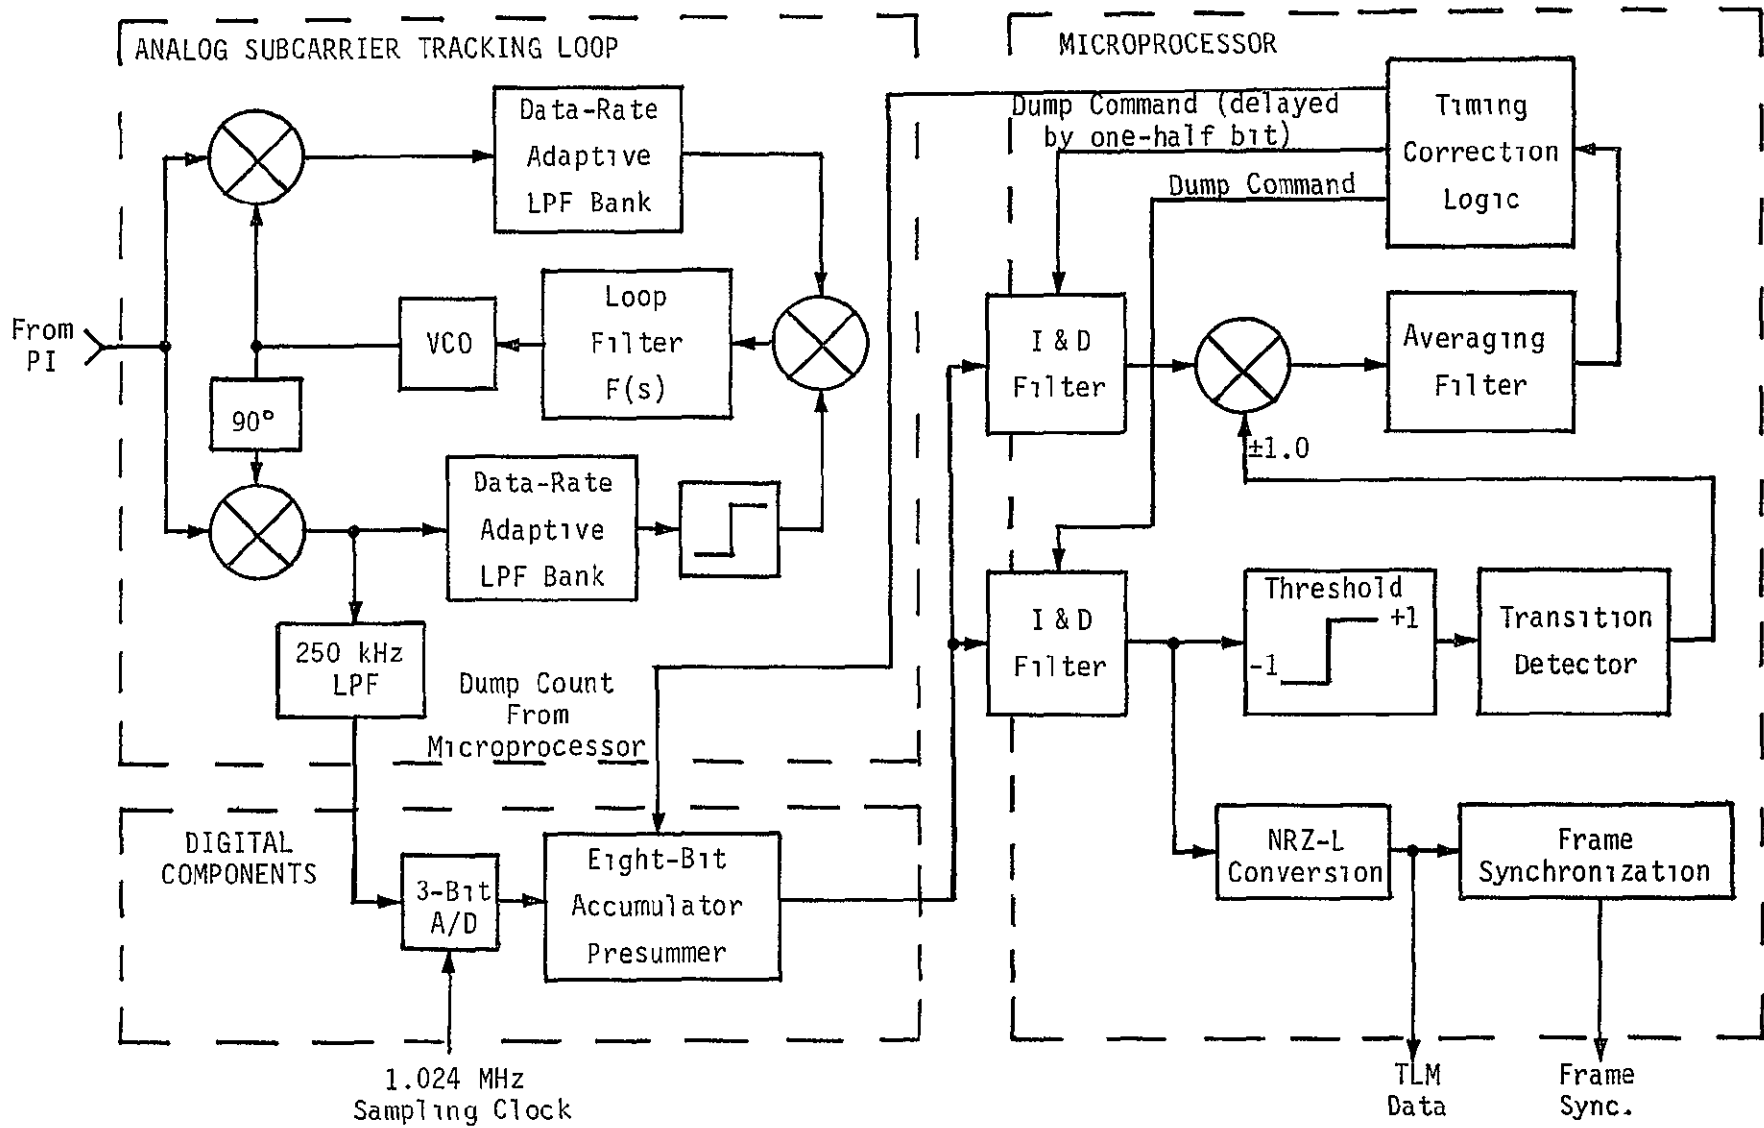 ANALOG SUBCARRIER TRACKING LOOP
Data-Rate
Adaptive
LPF Bank
From
PI
VCO
Loop
Filter
F(s)
90°
Data-Rate
Adaptive
LPF Bank
250 kHz
LPF
Dump Count
From
Microprocessor
DIGITAL
COMPONENTS
3-Bit
A/D
Eight-Bit
Accumulator
Presummer
1.024 MHz
Sampling Clock
MICROPROCESSOR
Dump Command (delayed
by one-half bit)
Dump Command
Timing
Correction
Logic
I & D
Filter
Averaging
Filter
±1.0
I & D
Filter
Threshold
+1
-1
Transition
Detector
NRZ-L
Conversion
Frame
Synchronization
TLM
Data
Frame
Sync.